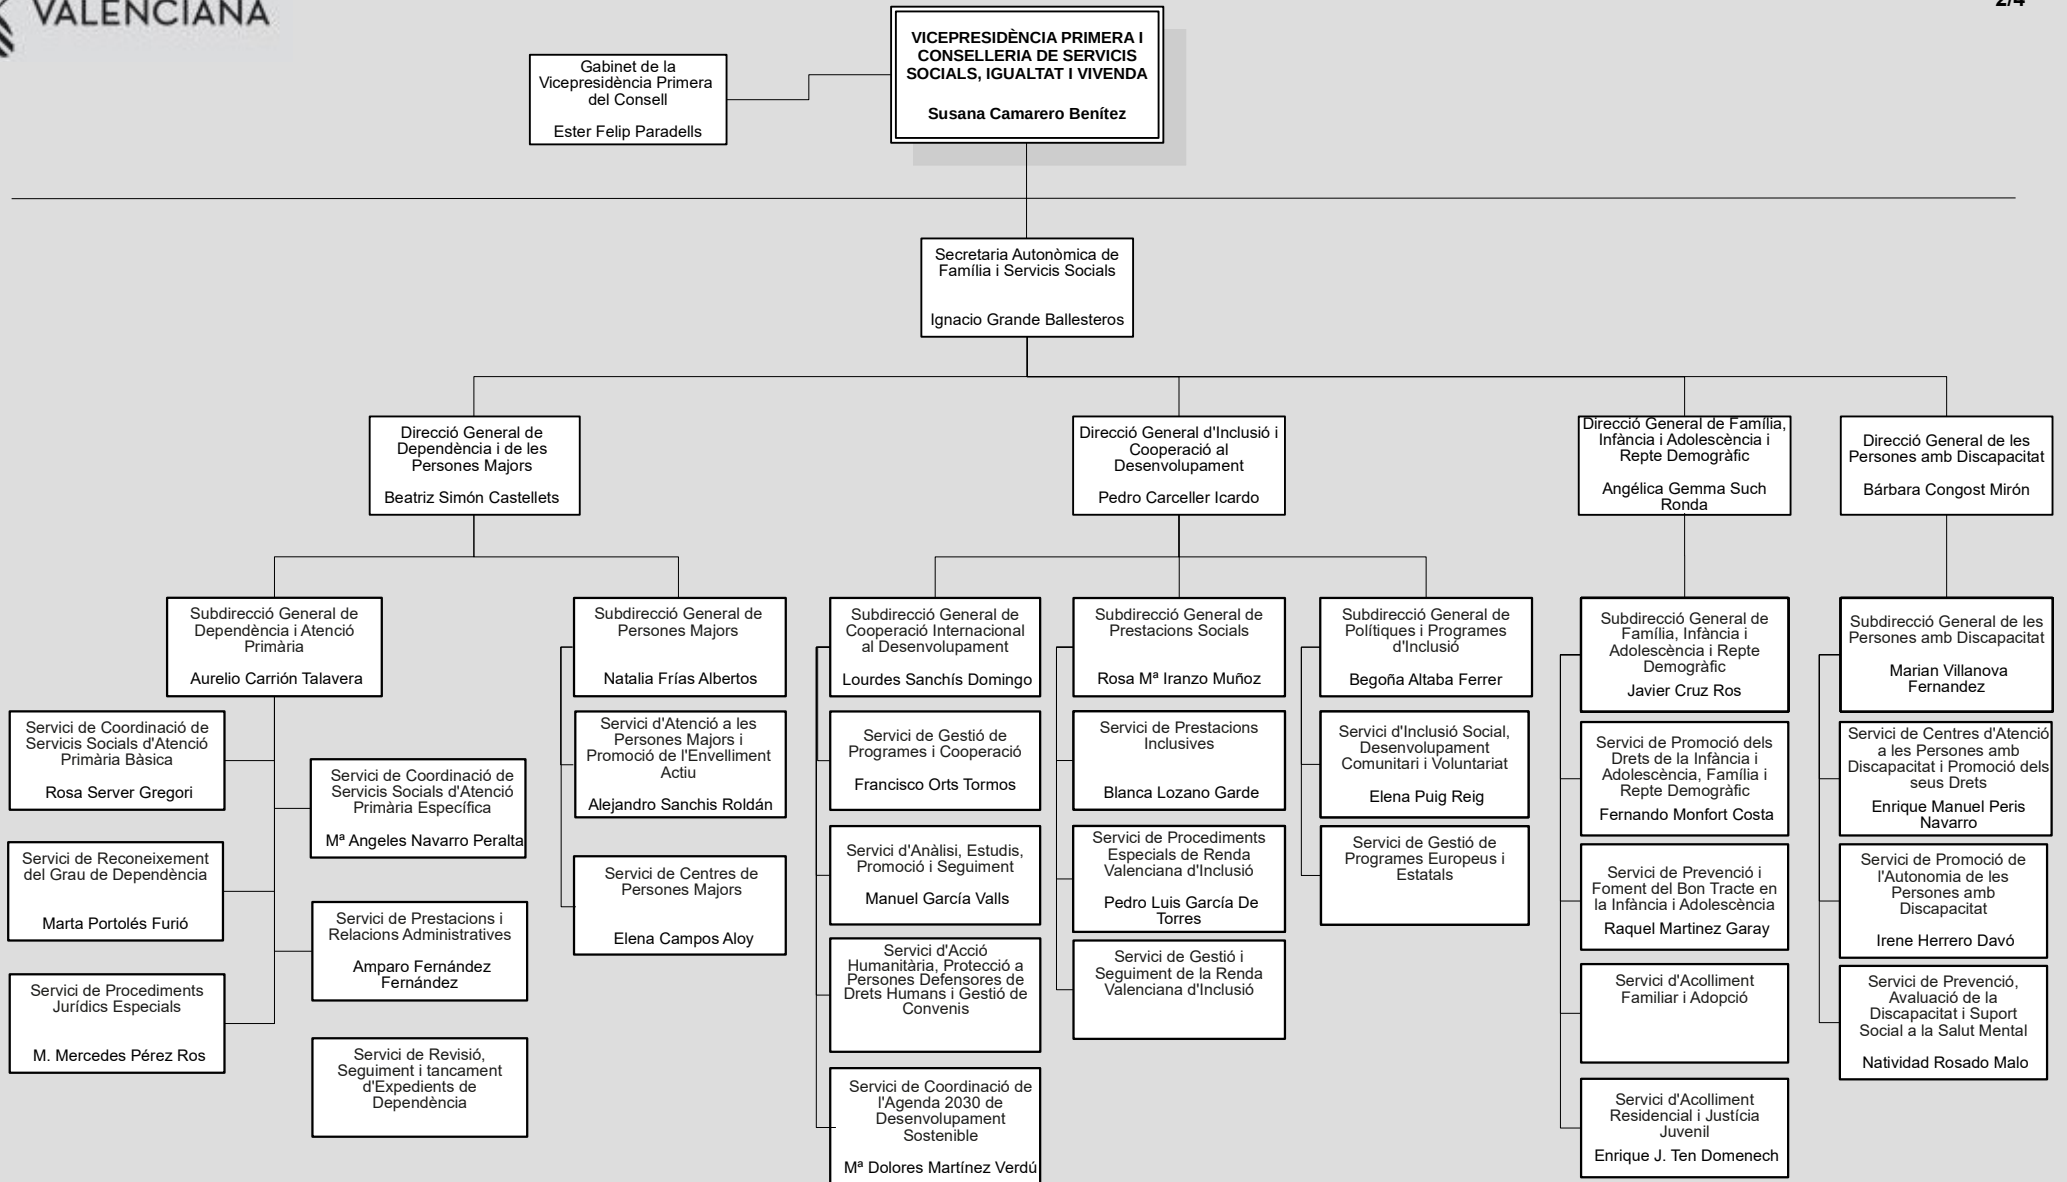 VALENCIANA
2/4
VICEPRESIDÈNCIA PRIMERA I
CONSELLERIA DE SERVICIS
SOCIALS, IGUALTAT I VIVENDA
Susana Camarero Benítez
Gabinet de la
Vicepresidència Primera
del Consell
Ester Felip Paradells
Secretaria Autonòmica de
Família i Servicis Socials
Ignacio Grande Ballesteros
Direcció General de
Dependència i de les
Persones Majors
Beatriz Simón Castellets
Direcció General d'Inclusió i
Cooperació al
Desenvolupament
Pedro Carceller Icardo
Direcció General de Família,
Infància i Adolescència i
Repte Demogràfic
Angélica Gemma Such
Ronda
Direcció General de les
Persones amb Discapacitat
Bárbara Congost Mirón
Subdirecció General de
Dependència i Atenció
Primària
Aurelio Carrión Talavera
Subdirecció General de
Persones Majors
Natalia Frías Albertos
Subdirecció General de
Cooperació Internacional
al Desenvolupament
Lourdes Sanchís Domingo
Subdirecció General de
Prestacions Socials
Rosa Mª Iranzo Muñoz
Subdirecció General de
Polítiques i Programes
d'Inclusió
Begoña Altaba Ferrer
Subdirecció General de
Família, Infància i
Adolescència i Repte
Demogràfic
Javier Cruz Ros
Subdirecció General de les
Persones amb Discapacitat
Marian Villanova
Fernandez
Servici de Coordinació de
Servicis Socials d'Atenció
Primària Bàsica
Rosa Server Gregori
Servici de Coordinació de
Servicis Socials d'Atenció
Primària Específica
Mª Angeles Navarro Peralta
Servici de Reconeixement
del Grau de Dependència
Marta Portolés Furió
Servici de Prestacions i
Relacions Administratives
Amparo Fernández
Fernández
Servici de Procediments
Jurídics Especials
M. Mercedes Pérez Ros
Servici de Revisió,
Seguiment i tancament
d'Expedients de
Dependència
Servici d'Atenció a les
Persones Majors i
Promoció de l'Envelliment
Actiu
Alejandro Sanchis Roldán
Servici de Centres de
Persones Majors
Elena Campos Aloy
Servici de Gestió de
Programes i Cooperació
Francisco Orts Tormos
Servici d'Anàlisi, Estudis,
Promoció i Seguiment
Manuel García Valls
Servici d'Acció
Humanitària, Protecció a
Persones Defensores de
Drets Humans i Gestió de
Convenis
Servici de Coordinació de
l'Agenda 2030 de
Desenvolupament
Sostenible
Mª Dolores Martínez Verdú
Servici de Prestacions
Inclusives
Blanca Lozano Garde
Servici de Procediments
Especials de Renda
Valenciana d'Inclusió
Pedro Luis García De
Torres
Servici de Gestió i
Seguiment de la Renda
Valenciana d'Inclusió
Servici d'Inclusió Social,
Desenvolupament
Comunitari i Voluntariat
Elena Puig Reig
Servici de Gestió de
Programes Europeus i
Estatals
Servici de Promoció dels
Drets de la Infància i
Adolescència, Família i
Repte Demogràfic
Fernando Monfort Costa
Servici de Prevenció i
Foment del Bon Tracte en
la Infància i Adolescència
Raquel Martinez Garay
Servici d'Acolliment
Familiar i Adopció
Servici d'Acolliment
Residencial i Justícia
Juvenil
Enrique J. Ten Domenech
Servici de Centres d'Atenció
a les Persones amb
Discapacitat i Promoció dels
seus Drets
Enrique Manuel Peris
Navarro
Servici de Promoció de
l'Autonomia de les
Persones amb
Discapacitat
Irene Herrero Davó
Servici de Prevenció,
Avaluació de la
Discapacitat i Suport
Social a la Salut Mental
Natividad Rosado Malo